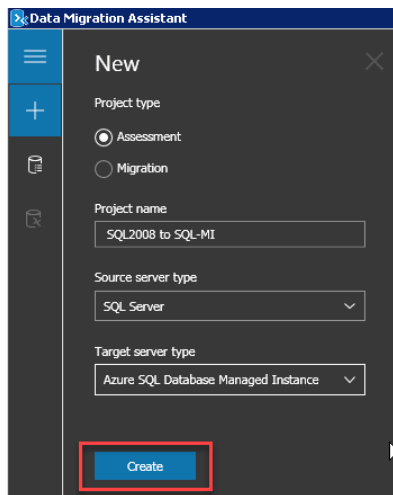 Data Migration Assistant
New
Project type
Assessment
Migration
Project name
SQL2008 to SQL-MI
Source server type
SQL Server
Target server type
Azure SQL Database Managed Instance
Create